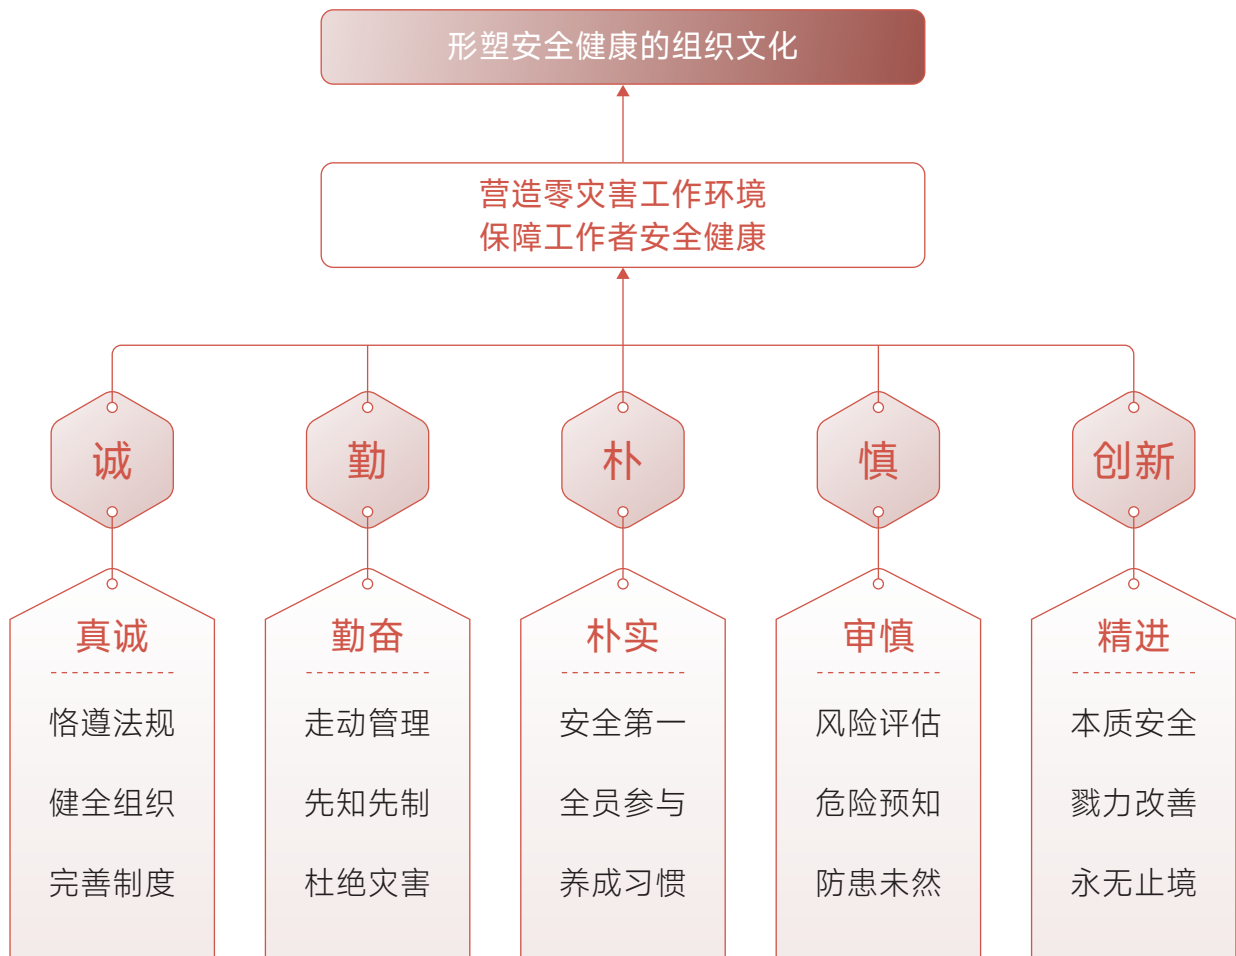 形塑安全健康的组织文化
营造零灾害工作环境
保障工作者安全健康
诚
勤
朴
慎
创新
真诚
恪遵法规
健全组织
完善制度
勤奋
走动管理
先知先制
杜绝灾害
朴实
安全第一
全员参与
养成习惯
审慎
风险评估
危险预知
防患未然
精进
本质安全
戮力改善
永无止境